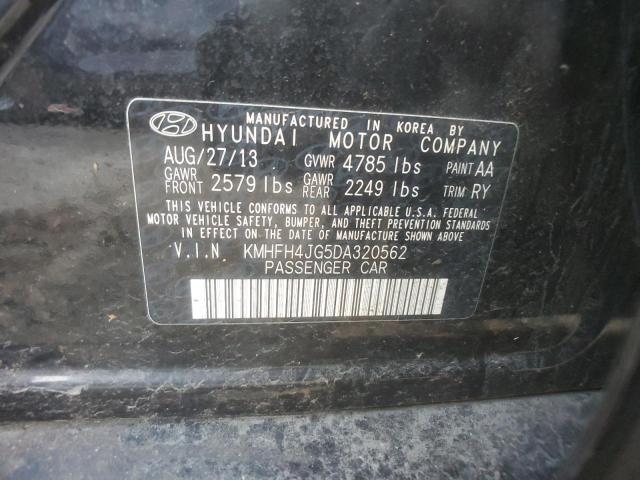 MANUFACTURED IN KOREA BY
HYUNDAI MOTOR COMPANY
AUG/27/13 GVWR 4785 lbs PAINT AA
GAWR FRONT 2579 lbs GAWR REAR 2249 lbs TRIM RY
THIS VEHICLE CONFORMS TO ALL APPLICABLE U.S.A. FEDERAL
MOTOR VEHICLE SAFETY, BUMPER, AND THEFT PREVENTION STANDARDS
IN EFFECT ON THE DATE OF MANUFACTURE SHOWN ABOVE.
V.I.N. KMHFH4JG5DA320562
PASSENGER CAR